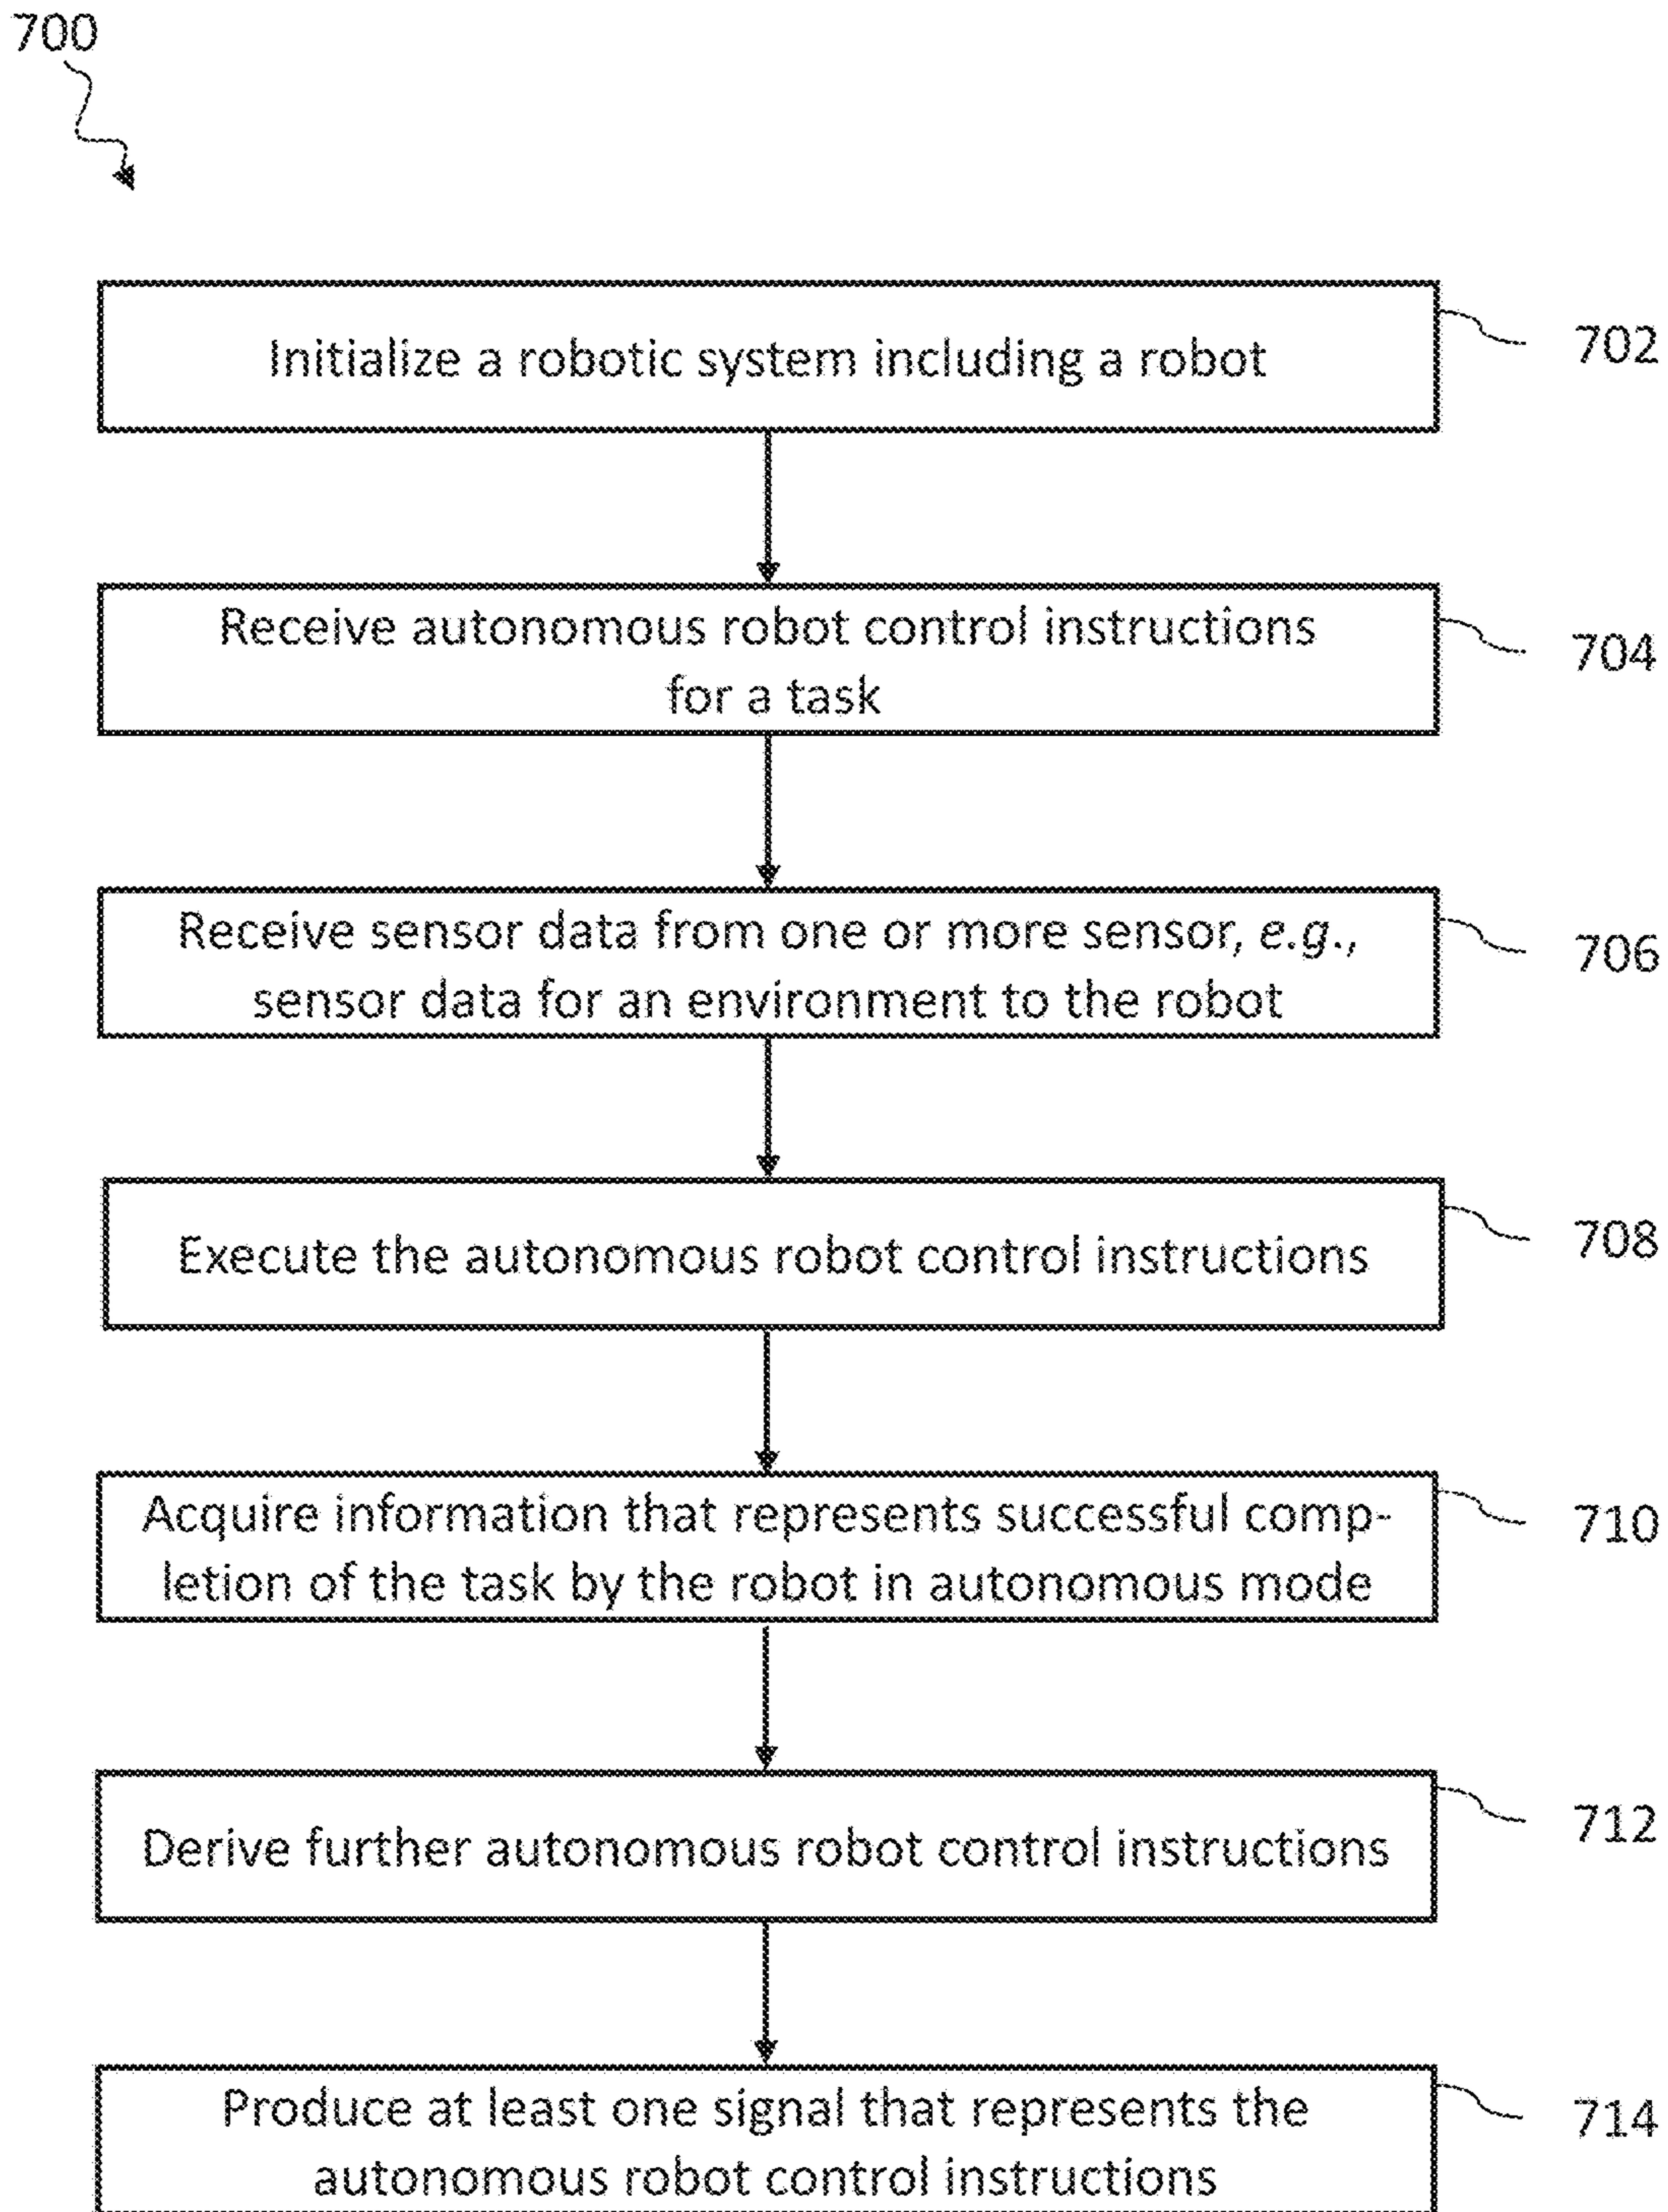 700
Initialize a robotic system including a robot
702
Receive autonomous robot control instructions
for a task
704
Receive sensor data from one or more sensor, e.g.,
sensor data for an environment to the robot
706
Execute the autonomous robot control instructions
708
Acquire information that represents successful comp-
letion of the task by the robot in autonomous mode
710
Derive further autonomous robot control instructions
712
Produce at least one signal that represents the
autonomous robot control instructions
714